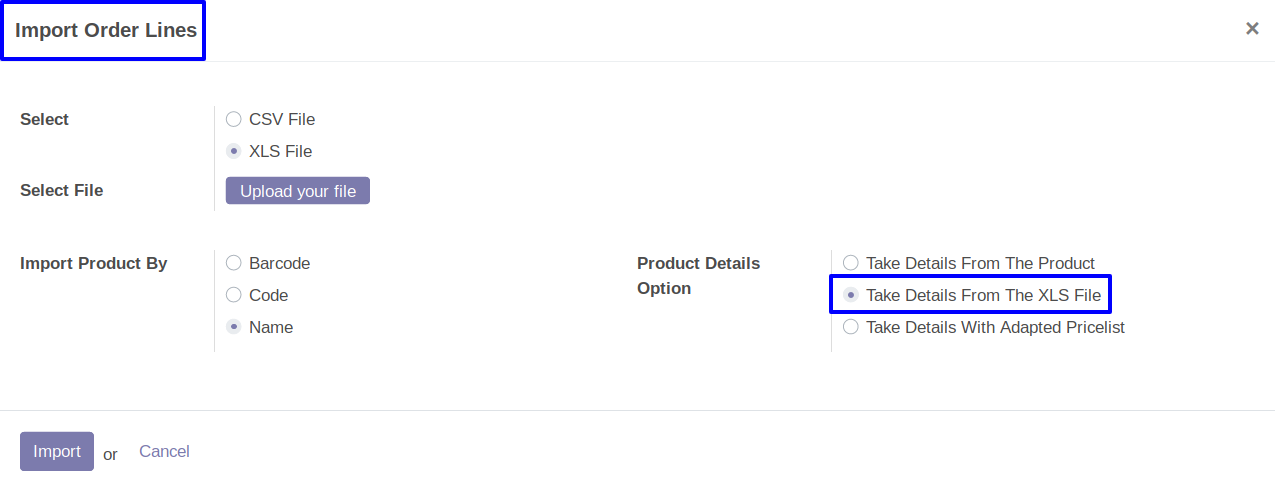 Import Order Lines
×
Select
CSV File
XLS File
Select File
Upload your file
Import Product By
Barcode
Code
Name
Product Details
Option
Take Details From The Product
Take Details From The XLS File
Take Details With Adapted Pricelist
Import or Cancel